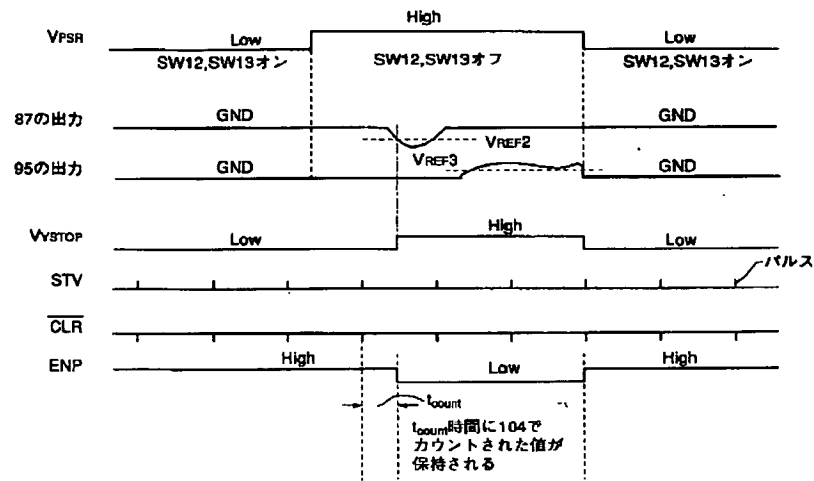 High
VPSR Low Low
SW12,SW13オン SW12,SW13オフ SW12,SW13オン
87の出力 GND GND
VREF2
VREF3
95の出力 GND GND
High
VYSTOP Low Low
パルス
STV
CLR
ENP High Low High
tcount
tcount時間に104で
カウントされた値が
保持される